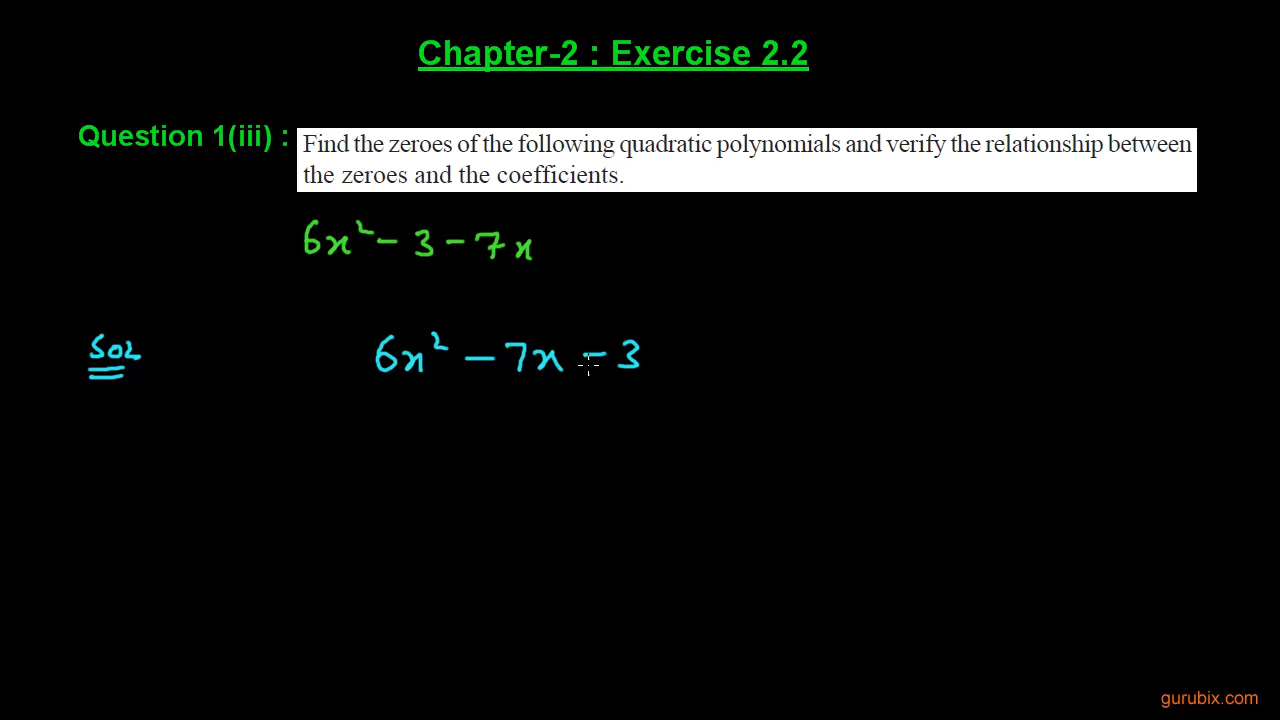 Chapter-2 : Exercise 2.2
Question 1(iii) :
Find the zeroes of the following quadratic polynomials and verify the relationship between
the zeroes and the coefficients.
6x² - 3 - 7x
Sol
6x² - 7x - 3
gurubix.com